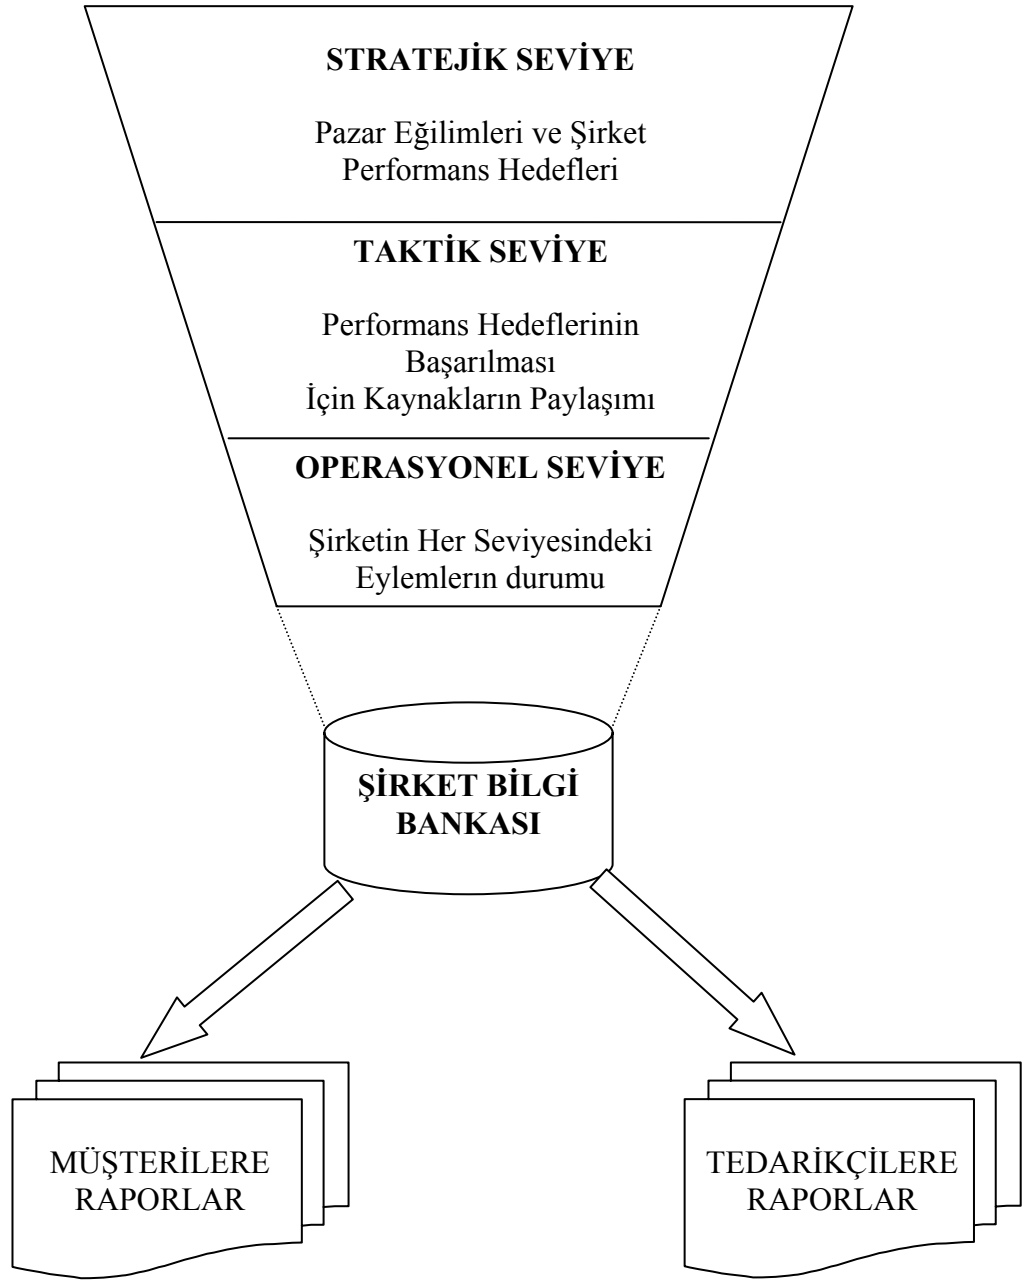 STRATEJİK SEVİYE
Pazar Eğilimleri ve Şirket
Performans Hedefleri
TAKTİK SEVİYE
Performans Hedeflerinin
Başarılması
İçin Kaynakların Paylaşımı
OPERASYONEL SEVİYE
Şirketin Her Seviyesindeki
Eylemlerın durumu
ŞİRKET BİLGİ
BANKASI
MÜŞTERİLERE
RAPORLAR
TEDARİKÇİLERE
RAPORLAR